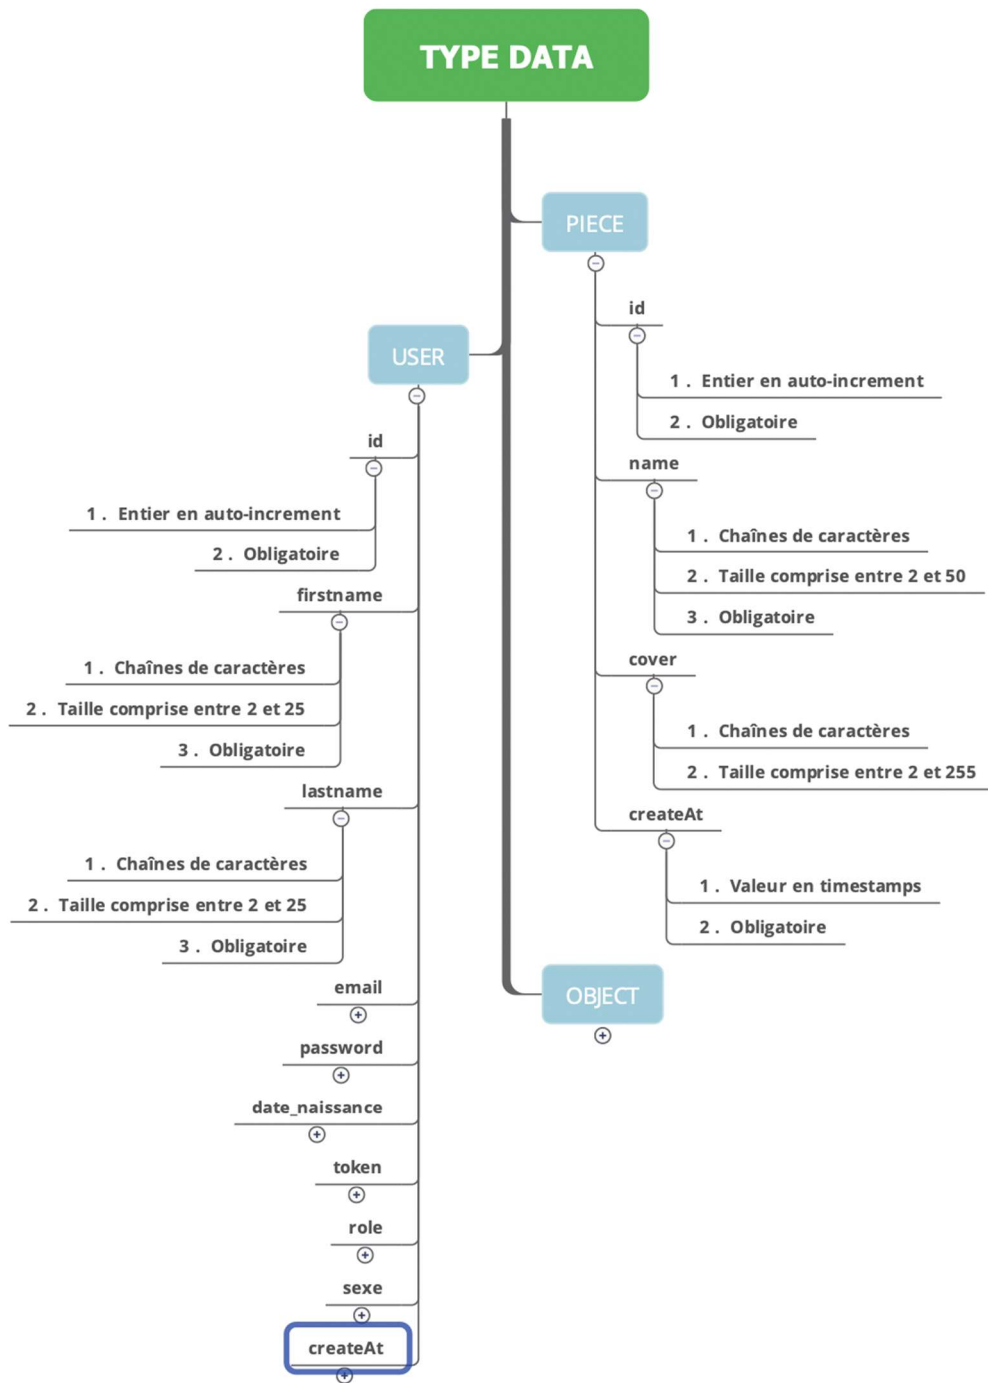 TYPE DATA
USER
id
1 . Entier en auto-increment
2 . Obligatoire
firstname
1 . Chaînes de caractères
2 . Taille comprise entre 2 et 25
3 . Obligatoire
lastname
1 . Chaînes de caractères
2 . Taille comprise entre 2 et 25
3 . Obligatoire
email
password
date_naissance
token
role
sexe
createAt
PIECE
id
1 . Entier en auto-increment
2 . Obligatoire
name
1 . Chaînes de caractères
2 . Taille comprise entre 2 et 50
3 . Obligatoire
cover
1 . Chaînes de caractères
2 . Taille comprise entre 2 et 255
createAt
1 . Valeur en timestamps
2 . Obligatoire
OBJECT